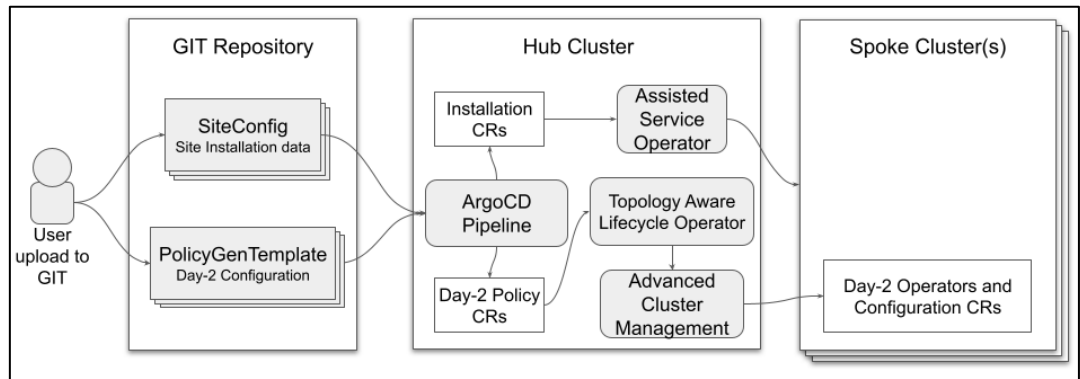 GIT Repository
Hub Cluster
Spoke Cluster(s)
SiteConfig
Site Installation data
PolicyGenTemplate
Day-2 Configuration
User
upload to
GIT
Installation
CRs
Assisted
Service
Operator
ArgoCD
Pipeline
Topology Aware
Lifecycle Operator
Day-2 Policy
CRs
Advanced
Cluster
Management
Day-2 Operators and
Configuration CRs